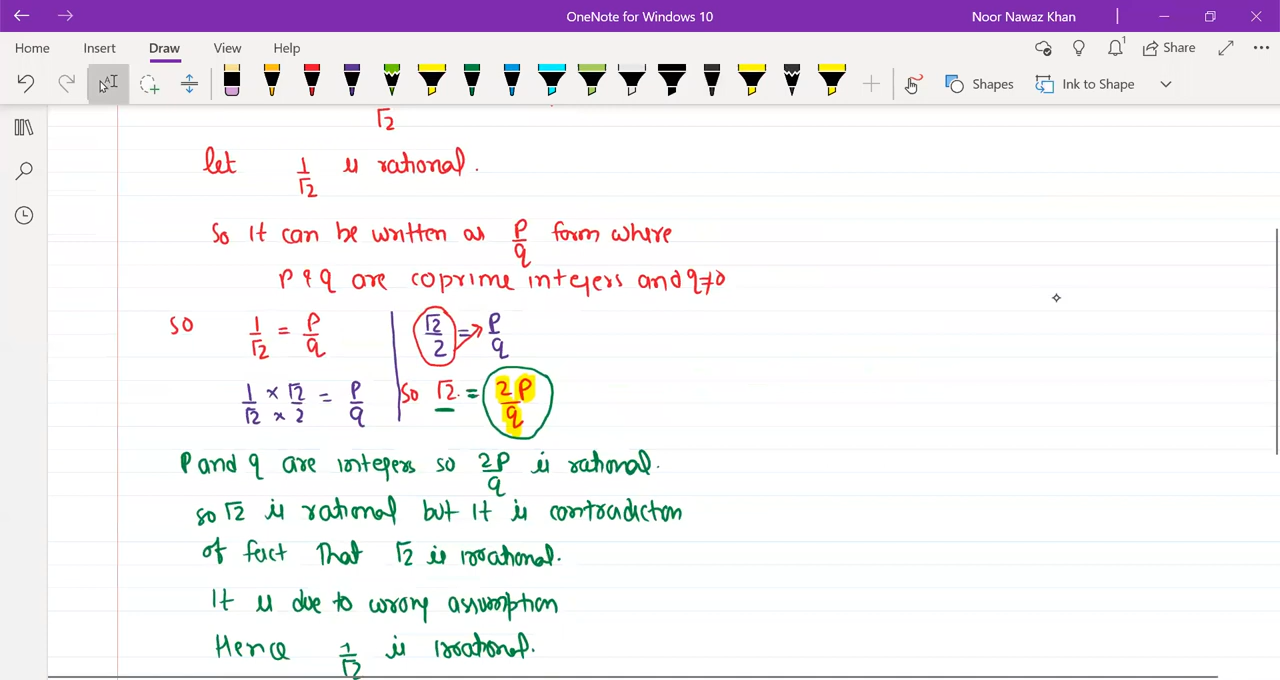 OneNote for Windows 10
Noor Nawaz Khan
Home Insert Draw View Help
1
Share
Shapes
Ink to Shape
√2
let 1/√2 is rational.
So It can be written as P/q form where
P & q are coprime integers and q≠0
So 1/√2 = P/q | √2/2 = P/q
1/√2 × √2/2 = P/q | So √2 = 2P/q
P and q are integers so 2P/q is rational.
so √2 is rational but It is contradiction
of fact That √2 is irrational.
It is due to wrong assumption
Hence 1/√2 is irrational.